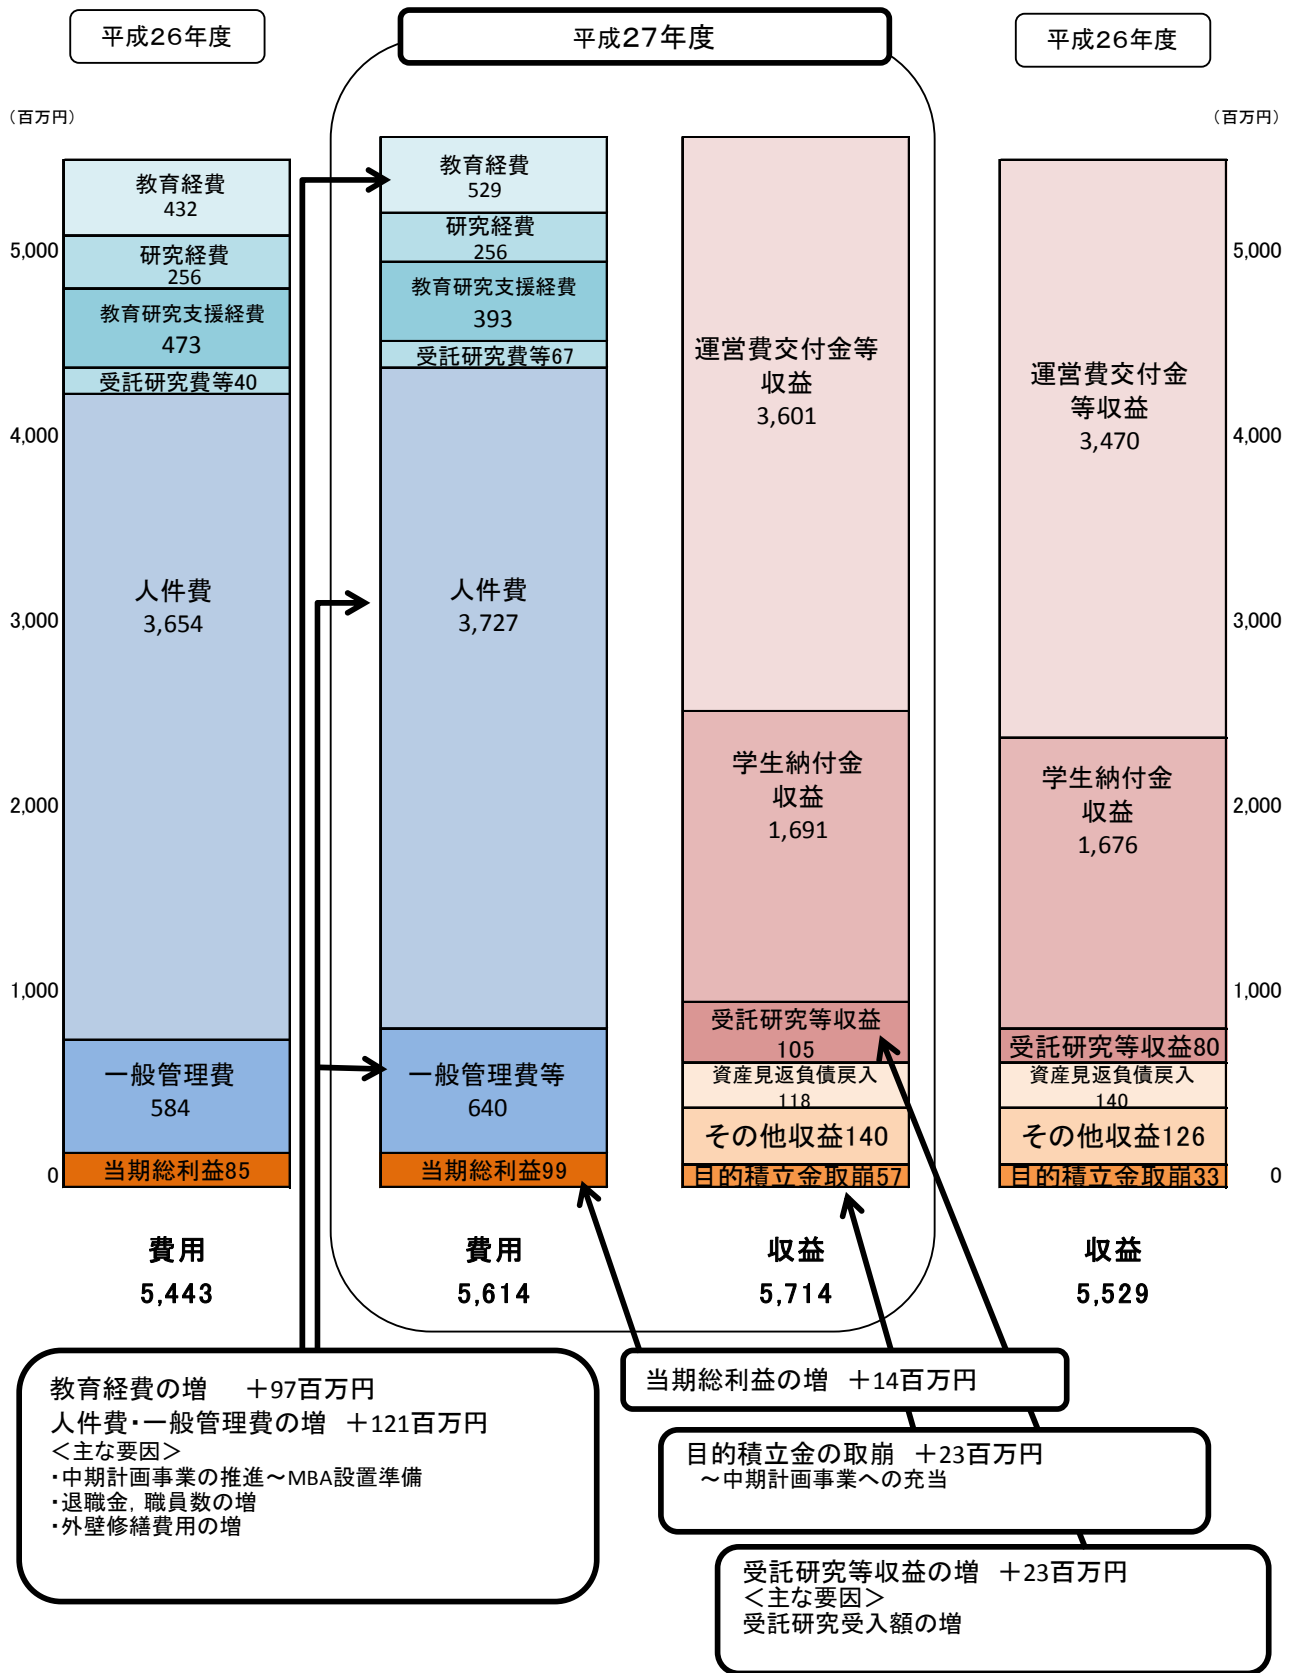 平成26年度
平成27年度
平成26年度
（百万円）
（百万円）
5,000
4,000
3,000
2,000
1,000
0
教育経費
432
研究経費
256
教育研究支援経費
473
受託研究費等40
人件費
3,654
一般管理費
584
当期総利益85
教育経費
529
研究経費
256
教育研究支援経費
393
受託研究費等67
人件費
3,727
一般管理費等
640
当期総利益99
運営費交付金等
収益
3,601
学生納付金
収益
1,691
受託研究等収益
105
資産見返負債戻入
118
その他収益140
目的積立金取崩57
運営費交付金
等収益
3,470
学生納付金
収益
1,676
受託研究等収益80
資産見返負債戻入
140
その他収益126
目的積立金取崩33
5,000
4,000
3,000
2,000
1,000
0
費用
5,443
費用
5,614
収益
5,714
収益
5,529
教育経費の増　＋97百万円
人件費・一般管理費の増　＋121百万円
＜主な要因＞
・中期計画事業の推進～MBA設置準備
・退職金，職員数の増
・外壁修繕費用の増
当期総利益の増　＋14百万円
目的積立金の取崩　＋23百万円
～中期計画事業への充当
受託研究等収益の増　＋23百万円
＜主な要因＞
受託研究受入額の増